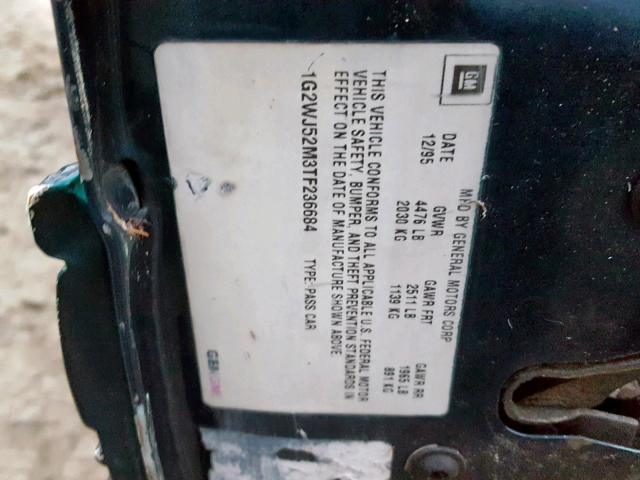 GM
MFD BY GENERAL MOTORS CORP
DATE GVWR GAWR FRT GAWR RR
12/95 4476 LB 2511 LB 1965 LB
2030 KG 1139 KG 891 KG
THIS VEHICLE CONFORMS TO ALL APPLICABLE U.S. FEDERAL MOTOR
VEHICLE SAFETY, BUMPER, AND THEFT PREVENTION STANDARDS IN
EFFECT ON THE DATE OF MANUFACTURE SHOWN ABOVE.
1G2WJ52M3TF236684 TYPE: PASS CAR